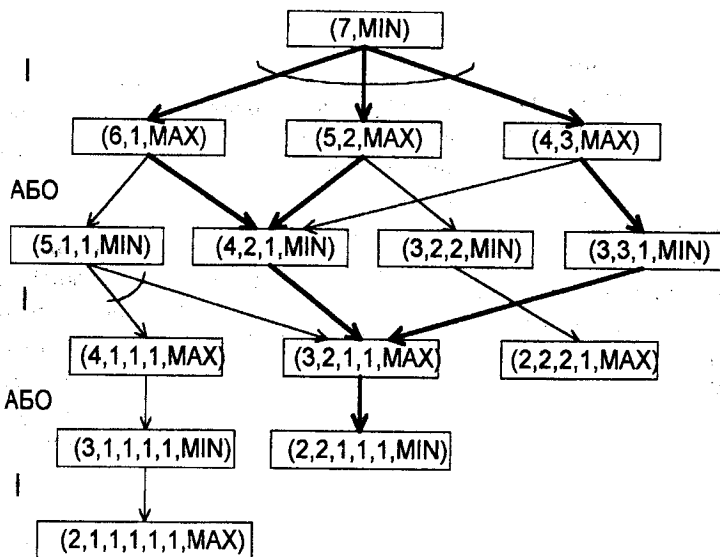 (7,MIN)
І
(6,1,MAX) (5,2,MAX) (4,3,MAX)
АБО
(5,1,1,MIN) (4,2,1,MIN) (3,2,2,MIN) (3,3,1,MIN)
І
(4,1,1,1,MAX) (3,2,1,1,MAX) (2,2,2,1,MAX)
АБО
(3,1,1,1,1,MIN) (2,2,1,1,1,MIN)
І
(2,1,1,1,1,1,MAX)